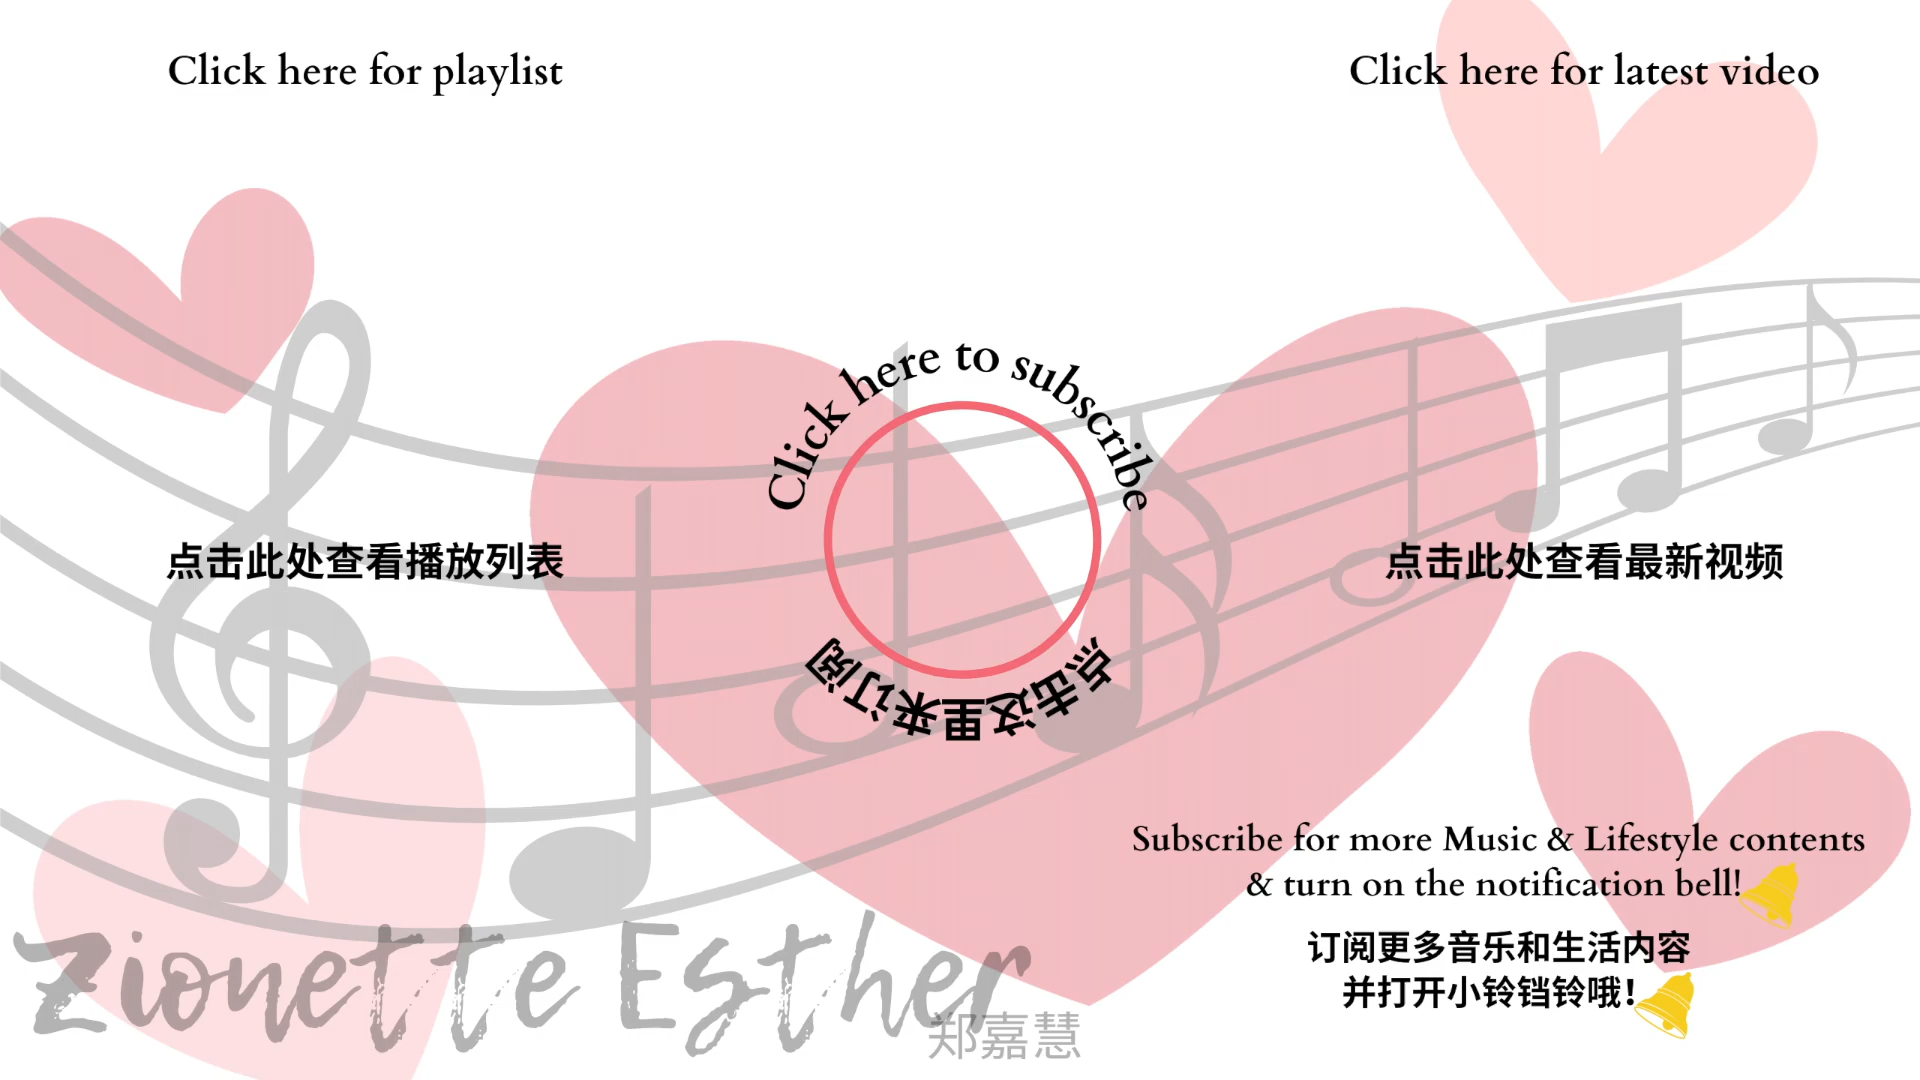 Click here for playlist
Click here for latest video
Click here to subscribe
点击此处查看播放列表
点击此处查看最新视频
点击这里来订阅
Subscribe for more Music & Lifestyle contents
& turn on the notification bell!
订阅更多音乐和生活内容
并打开小铃铛铃哦!
Zionette Esther
郑嘉慧